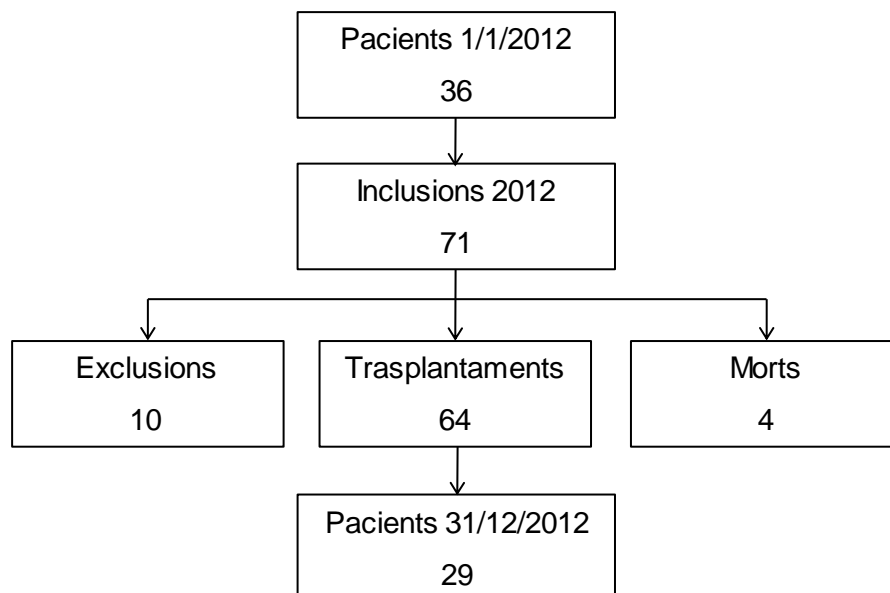 Pacients 1/1/2012
36
Inclusions 2012
71
Exclusions
10
Trasplantaments
64
Morts
4
Pacients 31/12/2012
29